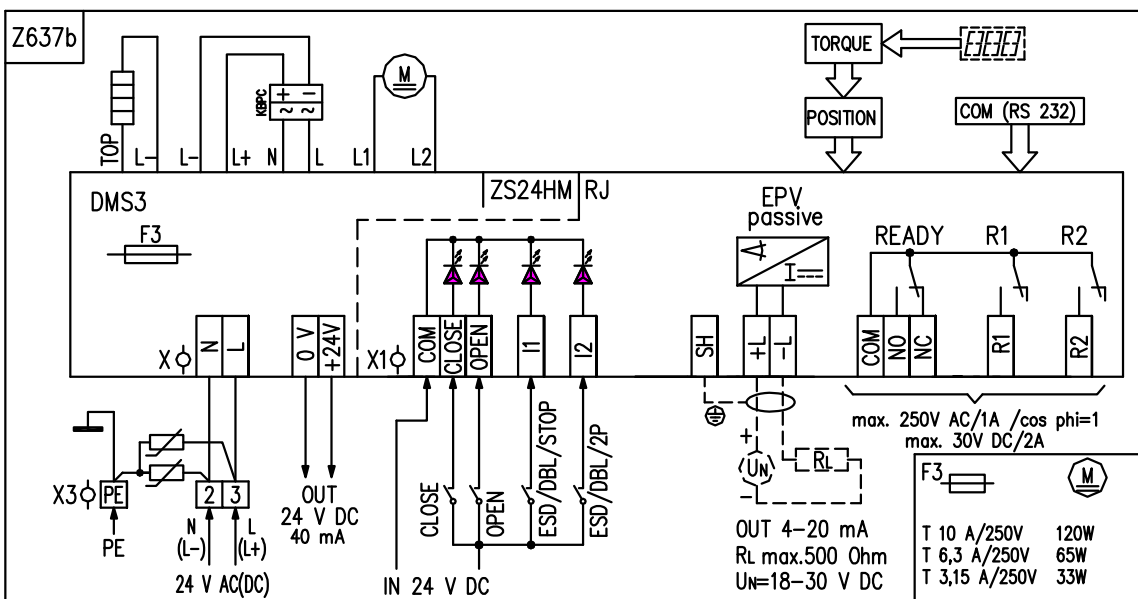 Z637b
TORQUE
POSITION
COM (RS 232)
KBPC
+ −
~ ~
M
TOP
L−
L−
L+
N
L
L1
L2
DMS3
ZS24HM
RJ
F3
EPV
passive
READY
R1
R2
I
X
N
L
0 V
+24V
X1
COM
CLOSE
OPEN
I1
I2
SH
+L
−L
COM
NO
NC
R1
R2
max. 250V AC/1A /cos phi=1
max. 30V DC/2A
X3
PE
2
3
PE
N
(L−)
L
(L+)
24 V AC(DC)
OUT
24 V DC
40 mA
CLOSE
OPEN
ESD/DBL/STOP
ESD/DBL/2P
IN 24 V DC
+
UN
−
RL
OUT 4−20 mA
RL max.500 Ohm
UN=18−30 V DC
F3
M
T 10 A/250V 120W
T 6,3 A/250V 65W
T 3,15 A/250V 33W